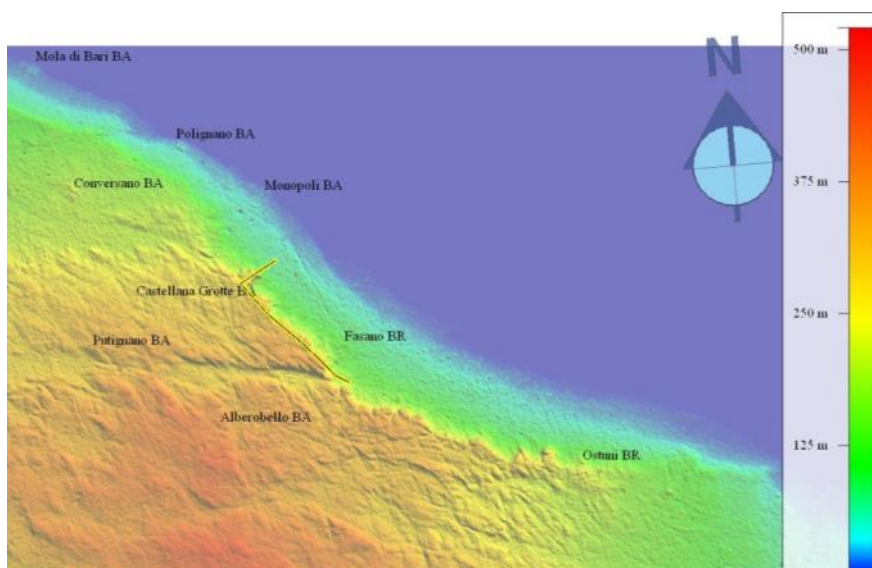 Mola di Bari BA
N
500 m
Polignano BA
Conversano BA
Monopoli BA
375 m
Castellana Grotte BA
250 m
Putignano BA
Fasano BR
Alberobello BA
125 m
Ostuni BR